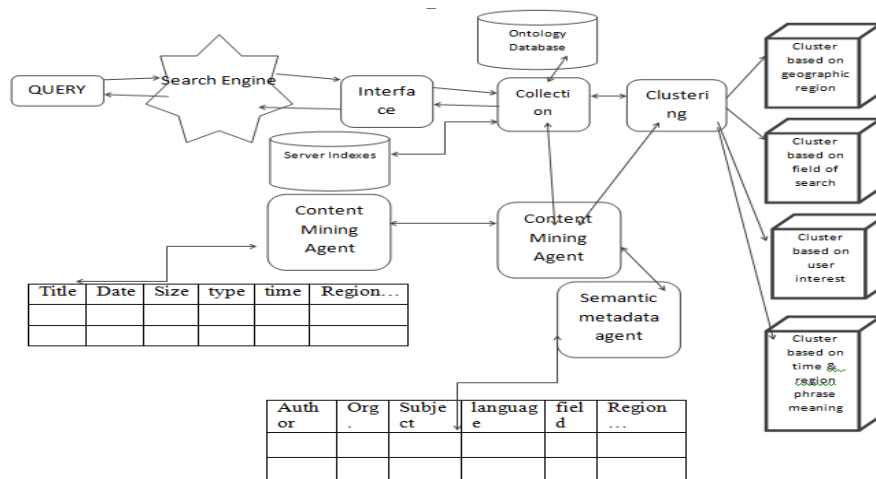 Ontology
Database
QUERY
Search Engine
Interfa
ce
Collecti
on
Clusteri
ng
Cluster
based on
geographic
region
Server Indexes
Cluster
based on
field of
search
Content
Mining
Agent
Content
Mining
Agent
Cluster
based on
user
interest
Title Date Size type time Region...
Semantic
metadata
agent
Cluster
based on
time &
region
phrase
meaning
Auth
or
Org
.
Subje
ct
languag
e
fiel
d
Region
...